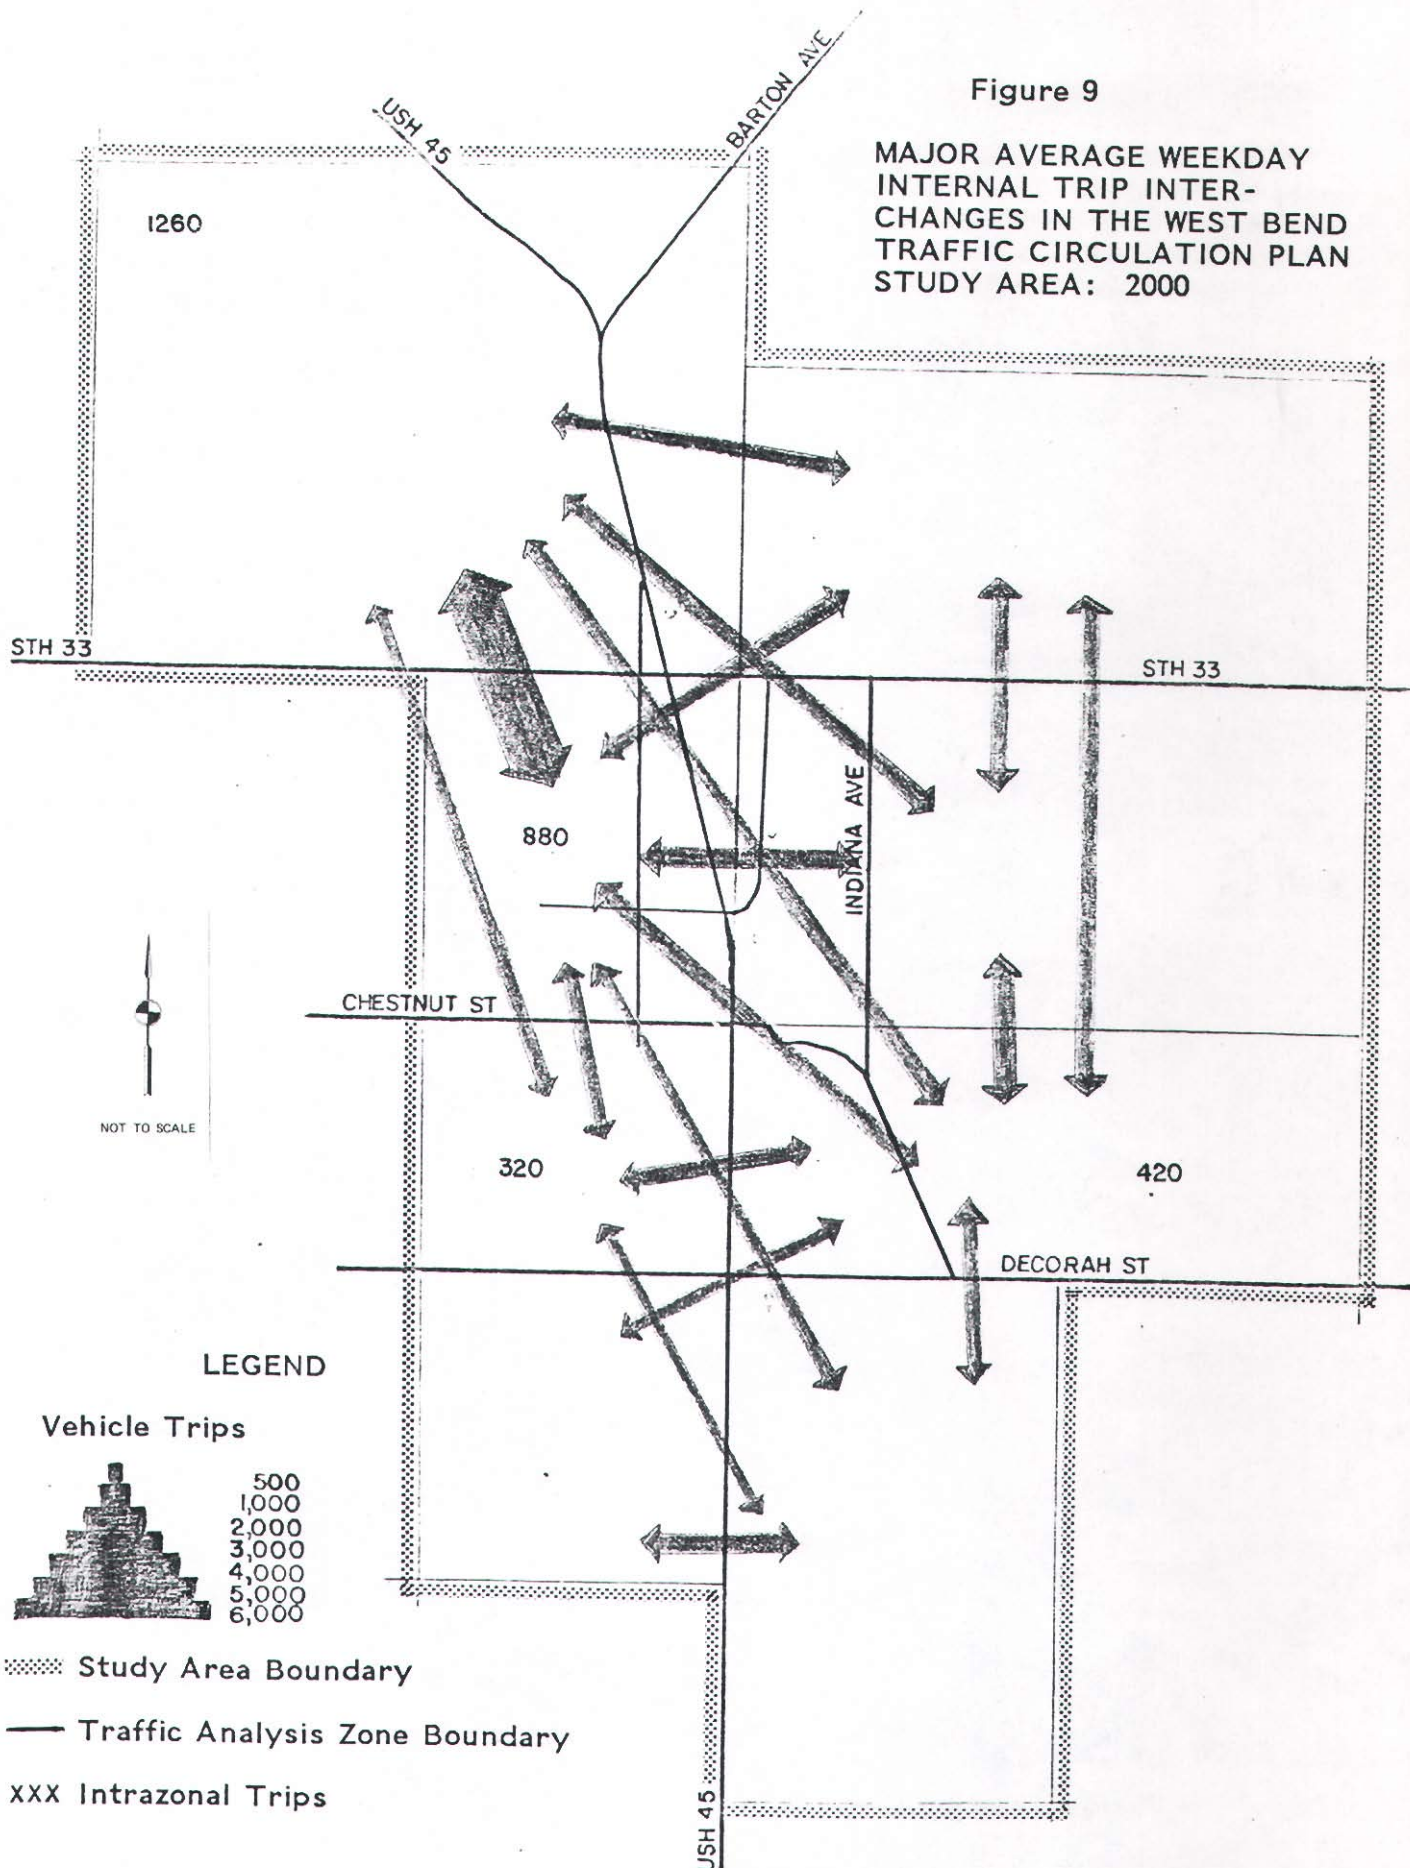 Figure 9
MAJOR AVERAGE WEEKDAY
INTERNAL TRIP INTER-
CHANGES IN THE WEST BEND
TRAFFIC CIRCULATION PLAN
STUDY AREA: 2000
USH 45
BARTON AVE
1260
STH 33
STH 33
880
INDIANA AVE
CHESTNUT ST
NOT TO SCALE
320
420
DECORAH ST
LEGEND
Vehicle Trips
500
1,000
2,000
3,000
4,000
5,000
6,000
Study Area Boundary
Traffic Analysis Zone Boundary
XXX Intrazonal Trips
USH 45